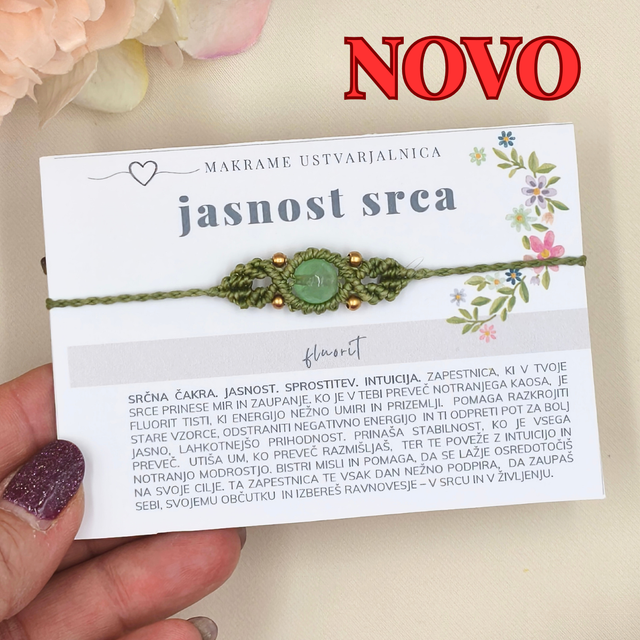 NOVO
MAKRAME USTVARJALNICA
jasnost srca
fluorit
SRČNA ČAKRA. JASNOST. SPROSTITEV. INTUICIJA. ZAPESTNICA, KI V TVOJE
SRCE PRINESE MIR IN ZAUPANJE, KO JE V TEBI PREVEČ NOTRANJEGA KAOSA, JE
FLUORIT TISTI, KI ENERGIJO NEŽNO UMIRI IN PRIZEMLJI. POMAGA RAZKROJITI
STARE VZORCE, ODSTRANITI NEGATIVNO ENERGIJO IN TI ODPRETI POT ZA BOLJ
JASNO, LAHKOTNEJŠO PRIHODNOST. PRINAŠA STABILNOST, KO JE VSEGA
PREVEČ. UTIŠA UM, KO PREVEČ RAZMIŠLJAŠ, TER TE POVEŽE Z INTUICIJO IN
NOTRANJO MODROSTJO. BISTRI MISLI IN POMAGA, DA SE LAŽJE OSREDOTOČIŠ
NA SVOJE CILJE. TA ZAPESTNICA TE VSAK DAN NEŽNO PODPIRA, DA ZAUPAŠ
SEBI, SVOJEMU OBČUTKU IN IZBEREŠ RAVNOVESJE – V SRCU IN V ŽIVLJENJU.